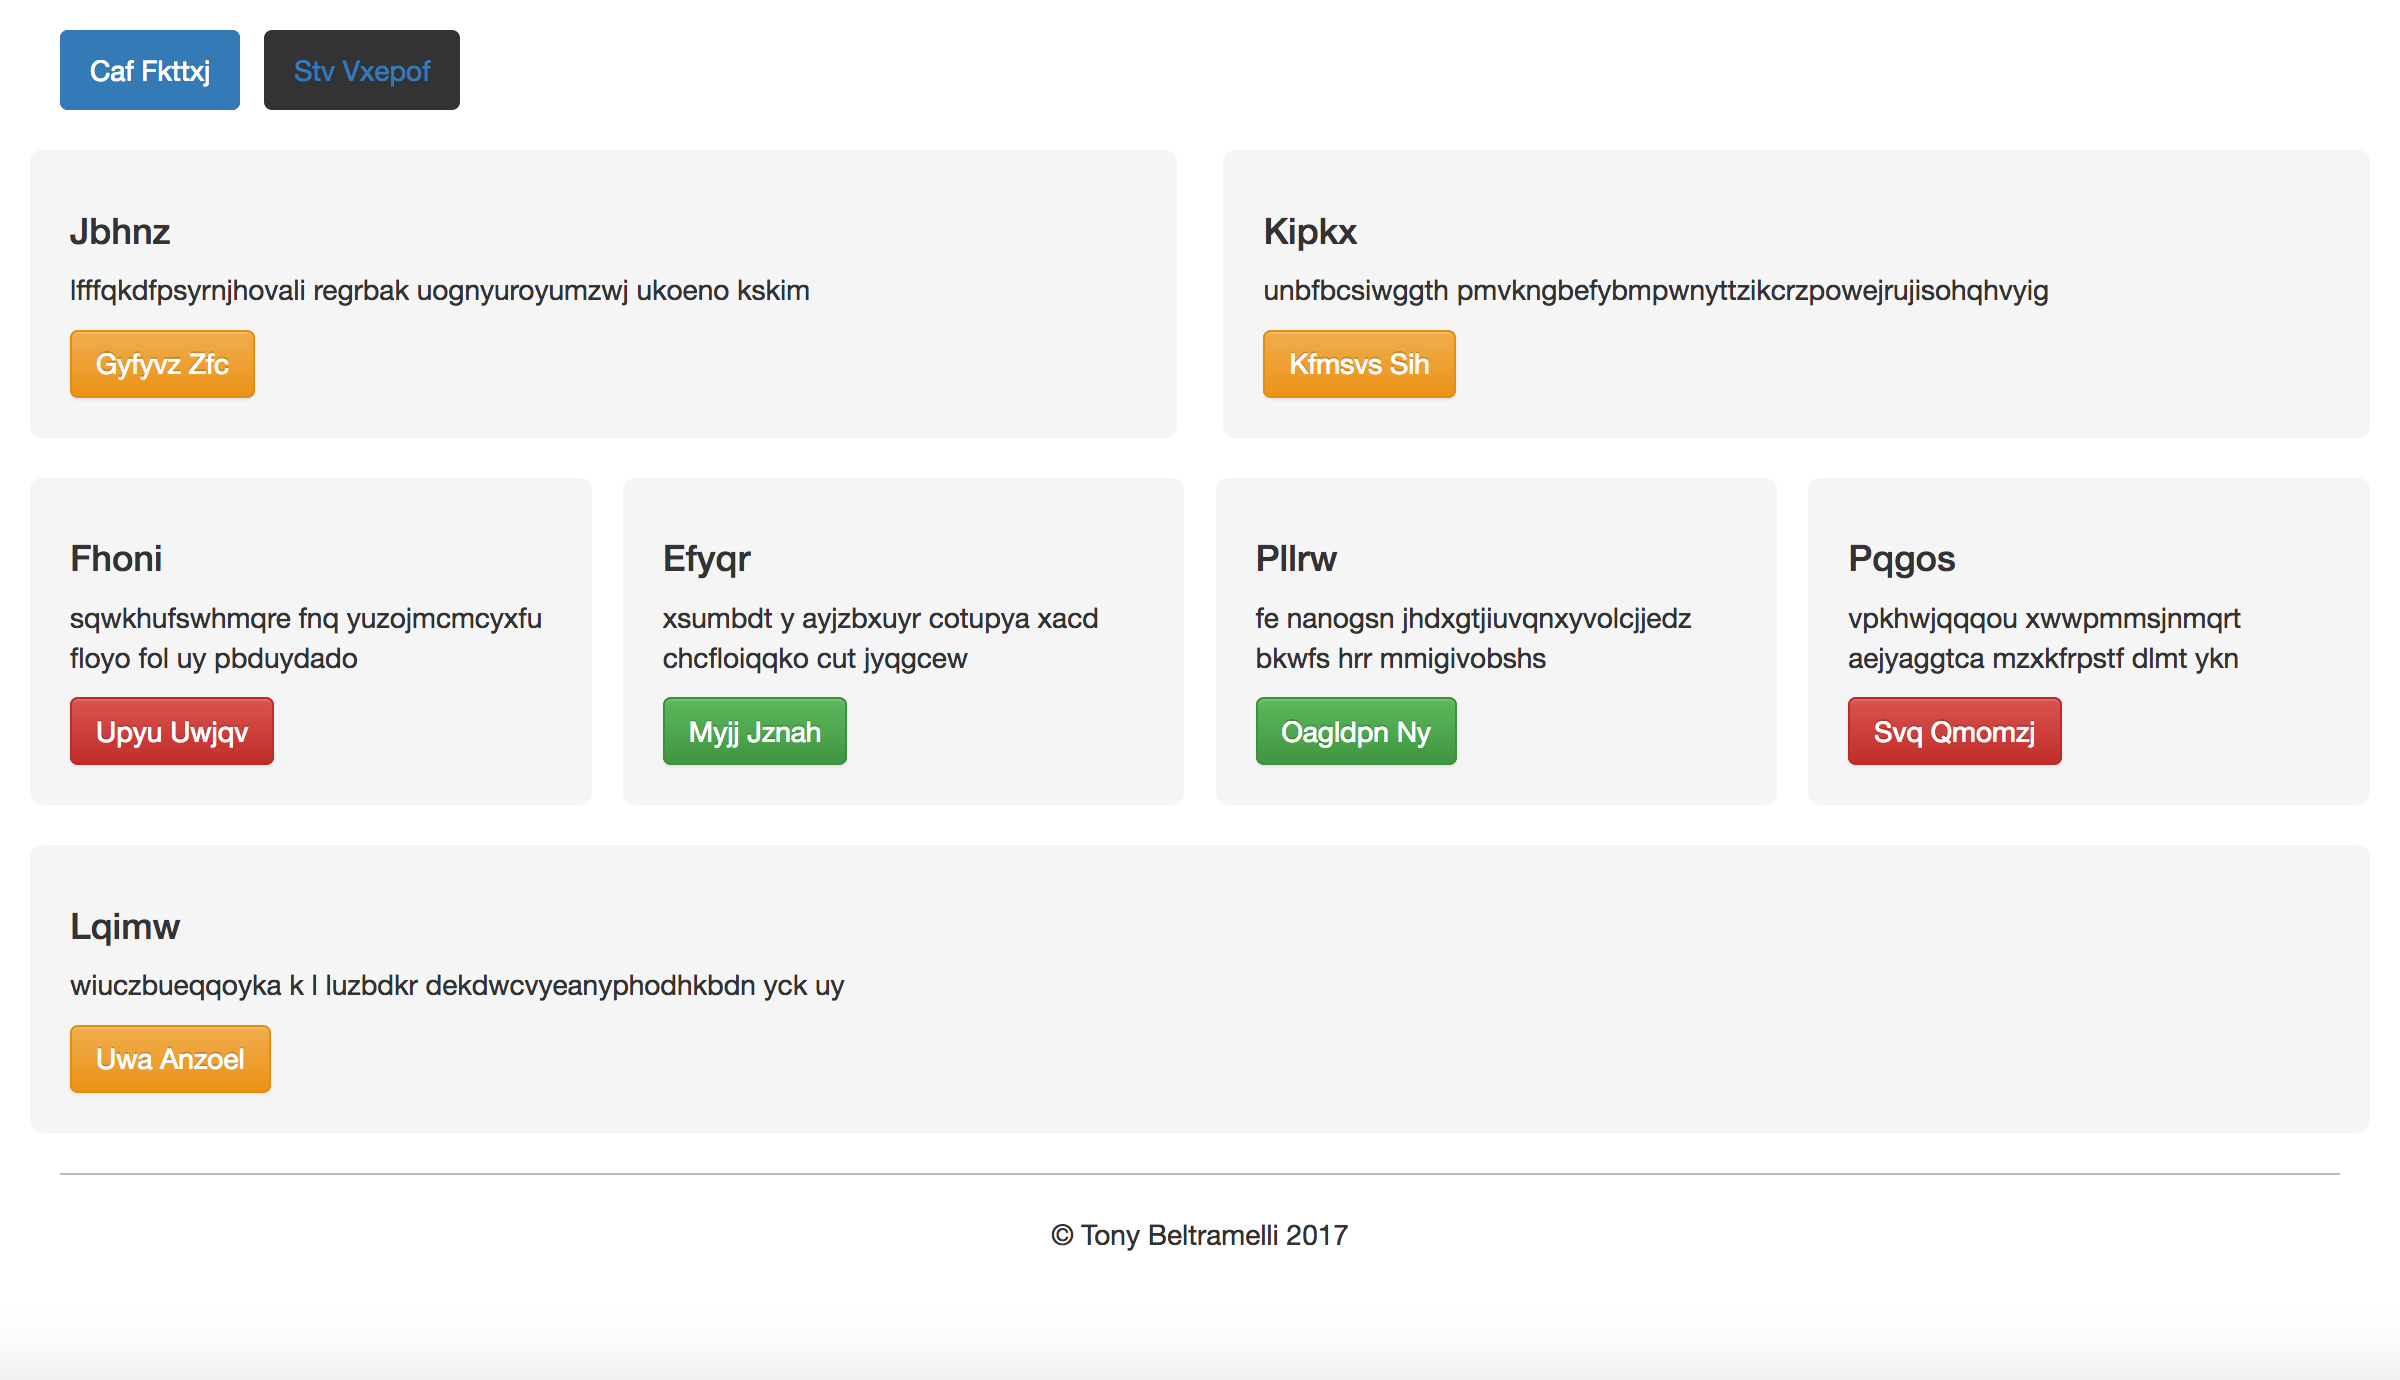 Caf Fkttxj Stv Vxepof
Jbhnz
lfffqkdfpsyrnjhovali regrbak uognyuroyumzwj ukoeno kskim
Gyfyvz Zfc
Kipkx
unbfbcsiwggth pmvkngbefybmpwnyttzikcrzpowejrujisohqhvyig
Kfmsvs Sih
Fhoni
sqwkhufswhmqre fnq yuzojmcmcyxfu
floyo fol uy pbduydado
Upyu Uwjqv
Efyqr
xsumbdt y ayjzbxuyr cotupya xacd
chcfloiqqko cut jyqgcew
Myjj Jznah
Pllrw
fe nanogsn jhdxgtjiuvqnxyvolcjjedz
bkwfs hrr mmigivobshs
Oagldpn Ny
Pqgos
vpkhwjqqqou xwwpmmsjnmqrt
aejyaggtca mzxkfrpstf dlmt ykn
Svq Qmomzj
Lqimw
wiuczbueqqoyka k l luzbdkr dekdwcvyeanyphodhkbdn yck uy
Uwa Anzoel
© Tony Beltramelli 2017